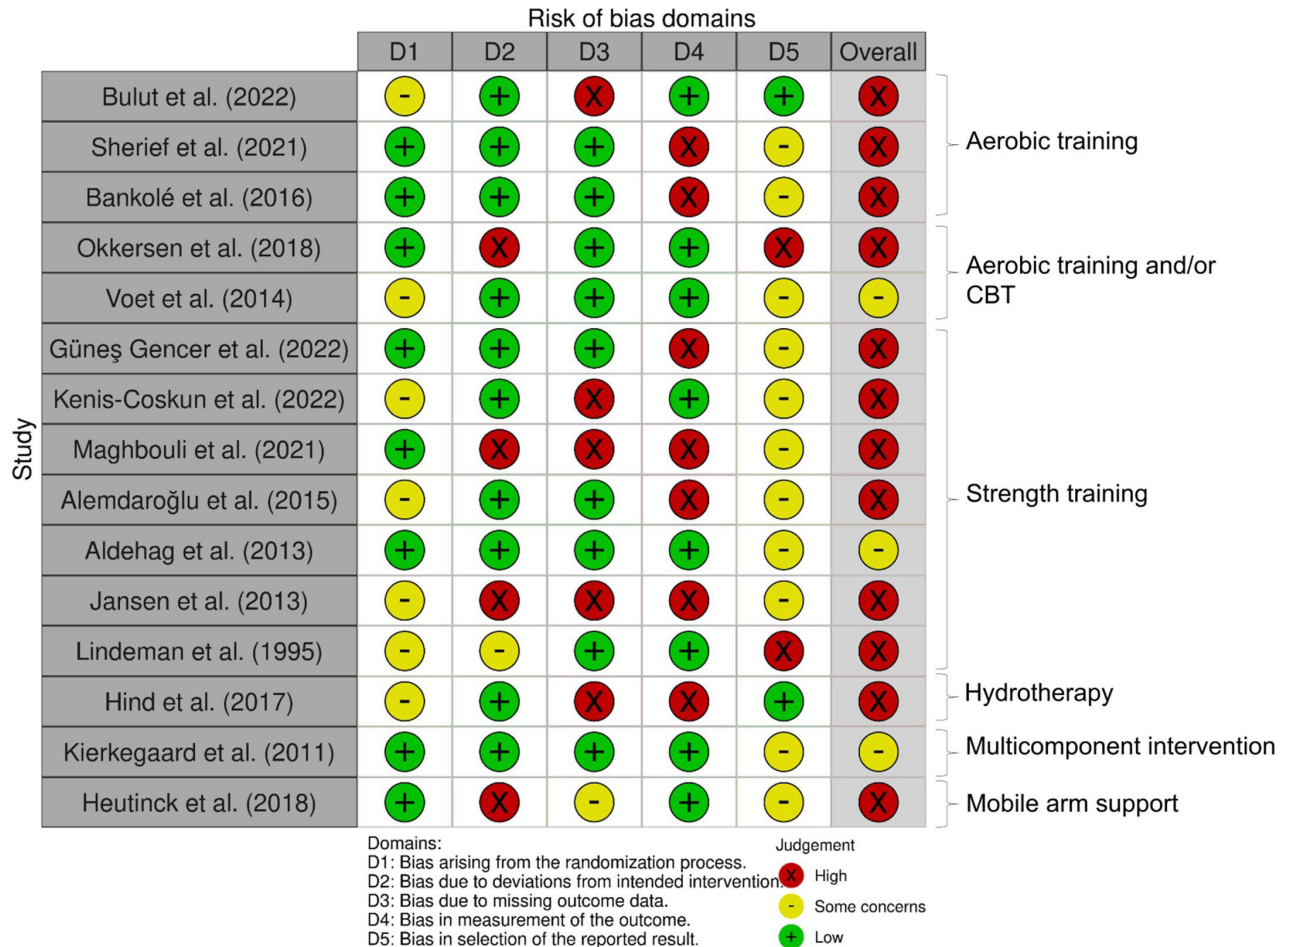 Risk of bias domains
D1 D2 D3 D4 D5 Overall
Study
Bulut et al. (2022) - + X + + X
Sherief et al. (2021) + + + X - X
Bankolé et al. (2016) + + + X - X
Aerobic training
Okkersen et al. (2018) + X + + X X
Voet et al. (2014) - + + + - -
Aerobic training and/or
CBT
Güneş Gencer et al. (2022) + + + X - X
Kenis-Coskun et al. (2022) - + X + - X
Maghbouli et al. (2021) + X X X - X
Alemdaroğlu et al. (2015) - + + X - X
Aldehag et al. (2013) + + + + - -
Jansen et al. (2013) - X X X - X
Lindeman et al. (1995) - - + + X X
Strength training
Hind et al. (2017) - + X X + X
Hydrotherapy
Kierkegaard et al. (2011) + + + + - -
Multicomponent intervention
Heutinck et al. (2018) + X - + - X
Mobile arm support
Domains:
D1: Bias arising from the randomization process.
D2: Bias due to deviations from intended intervention.
D3: Bias due to missing outcome data.
D4: Bias in measurement of the outcome.
D5: Bias in selection of the reported result.
Judgement
X High
- Some concerns
+ Low